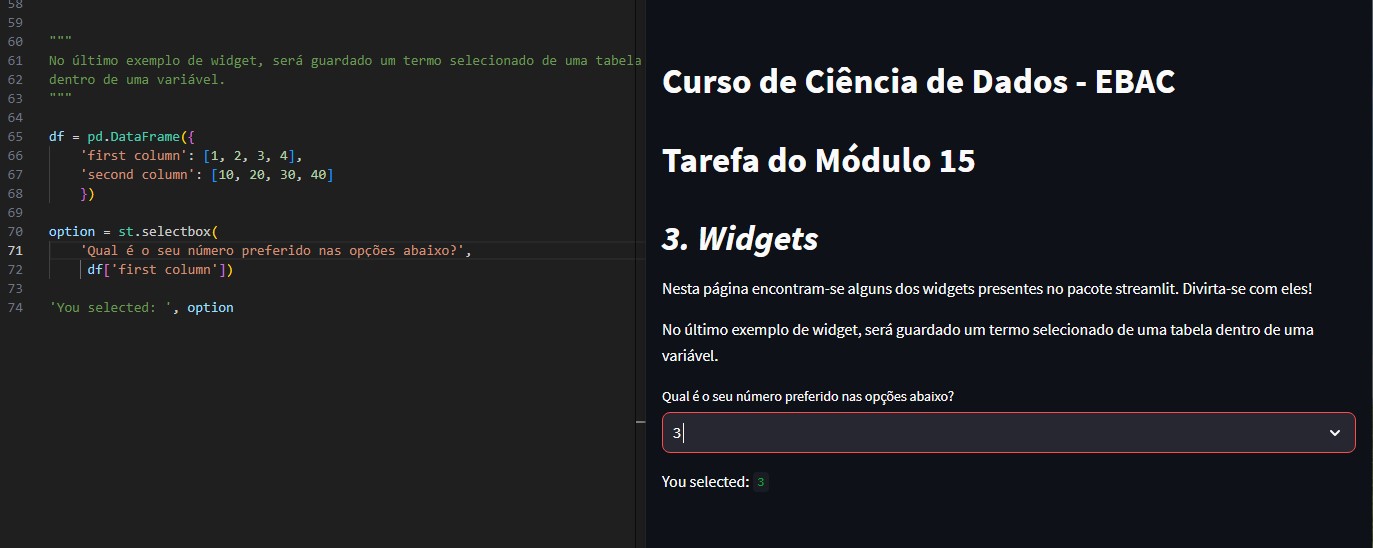 58
59
60 """
61 No último exemplo de widget, será guardado um termo selecionado de uma tabela
62 dentro de uma variável.
63 """
64
65 df = pd.DataFrame({
66 'first column': [1, 2, 3, 4],
67 'second column': [10, 20, 30, 40]
68 })
69
70 option = st.selectbox(
71 'Qual é o seu número preferido nas opções abaixo?',
72 df['first column'])
73
74 'You selected: ', option
Curso de Ciência de Dados - EBAC
Tarefa do Módulo 15
3. Widgets
Nesta página encontram-se alguns dos widgets presentes no pacote streamlit. Divirta-se com eles!
No último exemplo de widget, será guardado um termo selecionado de uma tabela dentro de uma
variável.
Qual é o seu número preferido nas opções abaixo?
3
You selected: 3